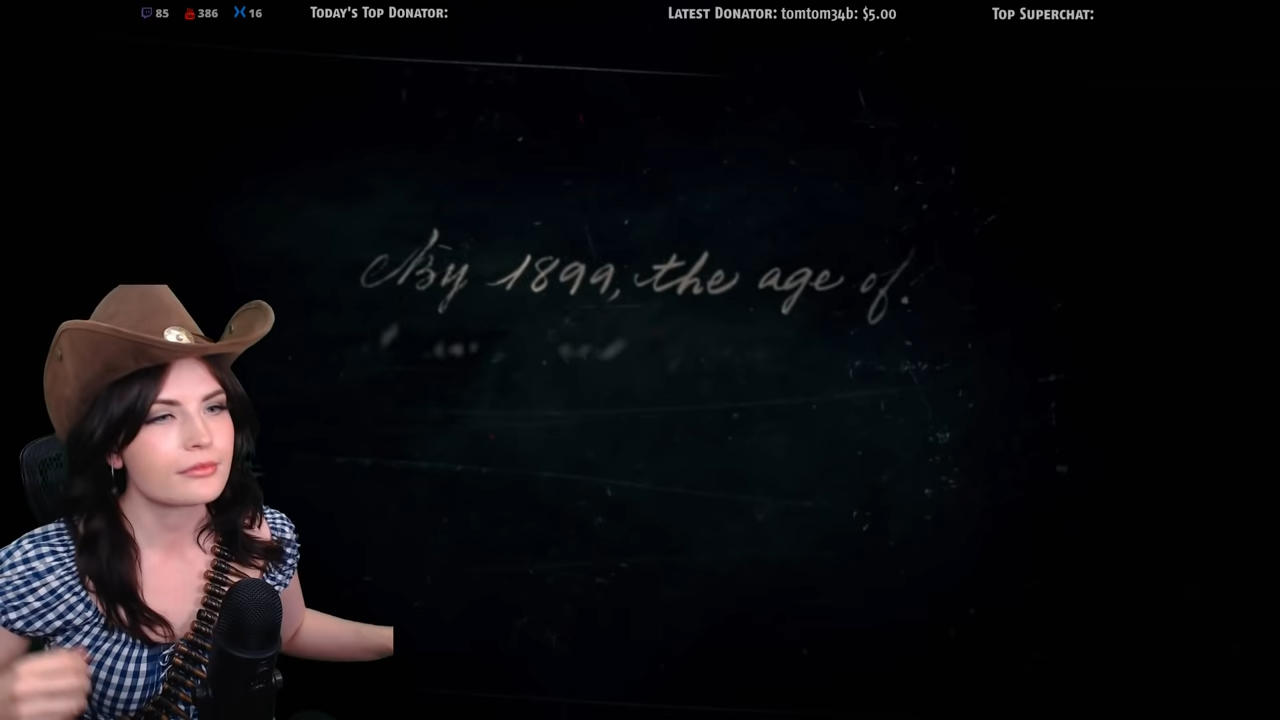 85 386 16 Today's Top Donator: Latest Donator: tomtom34b: $5.00 Top Superchat:
By 1899, the age of.